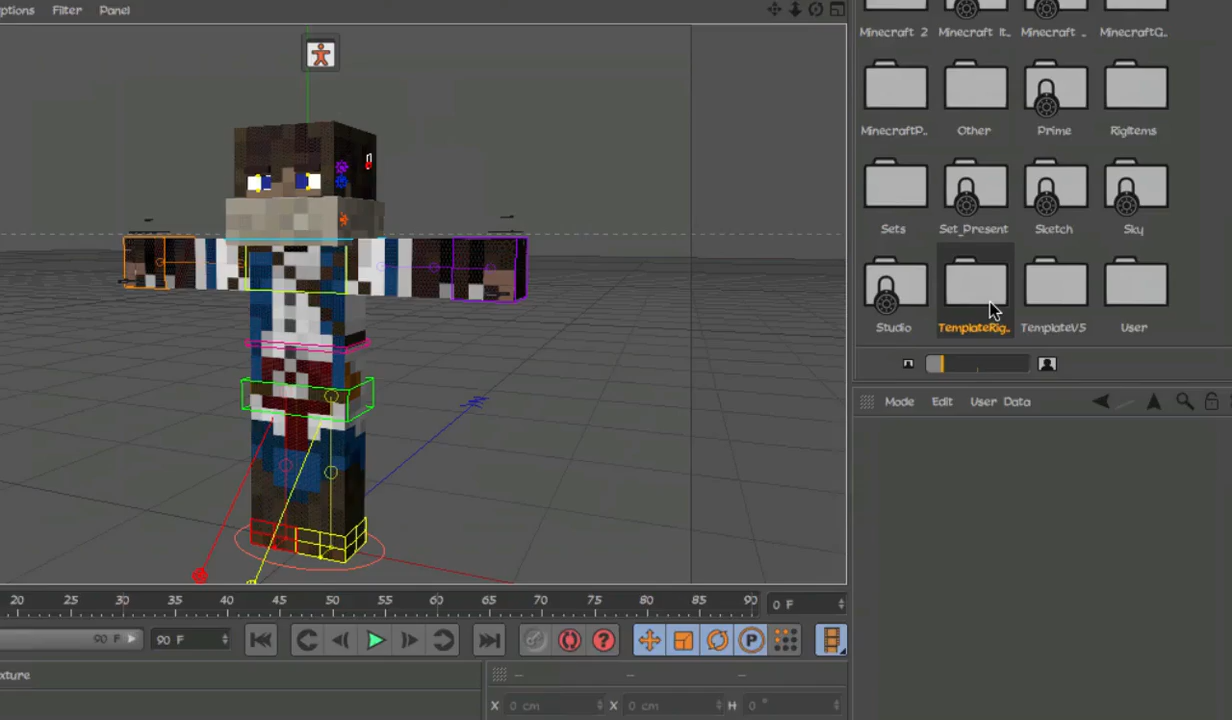 ptions Filter Panel
Minecraft 2 Minecraft It.. Minecraft .. MinecraftG..
MinecraftP.. Other Prime RigItems
Sets Set_Present Sketch Sky
Studio TemplateRig.. TemplateV5 User
Mode Edit User Data
20 25 30 35 40 45 50 55 60 65 70 75 80 85 90 0 F
90 F 90 F
xture
X 0 cm X 0 cm H 0 °